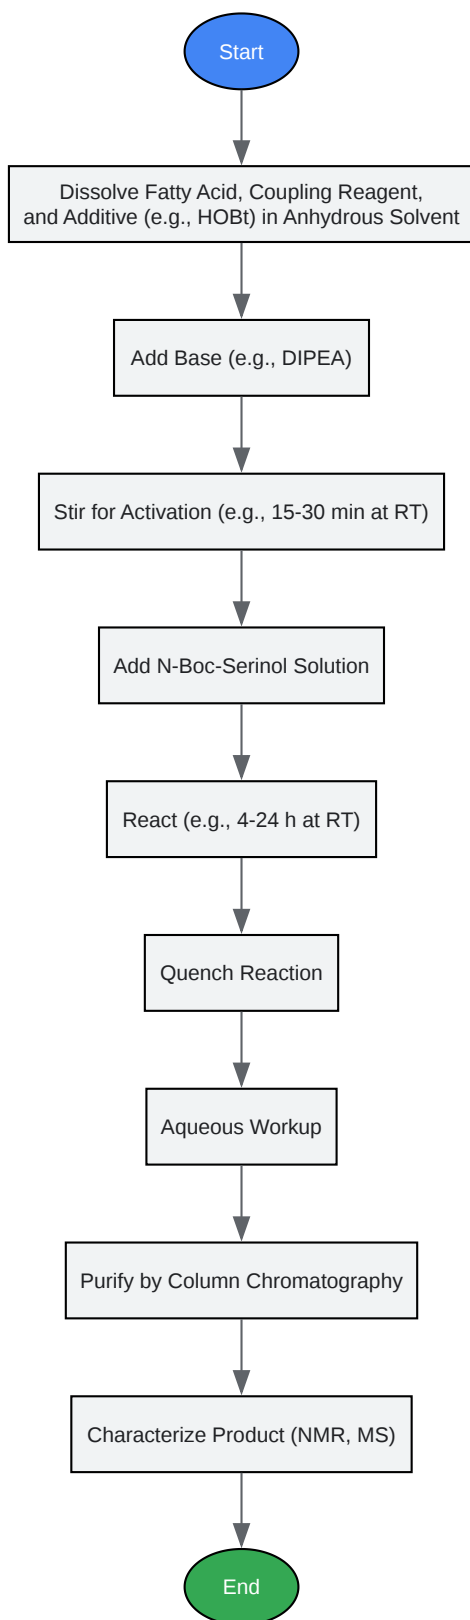 Start
Dissolve Fatty Acid, Coupling Reagent,
and Additive (e.g., HOBt) in Anhydrous Solvent
Add Base (e.g., DIPEA)
Stir for Activation (e.g., 15-30 min at RT)
Add N-Boc-Serinol Solution
React (e.g., 4-24 h at RT)
Quench Reaction
Aqueous Workup
Purify by Column Chromatography
Characterize Product (NMR, MS)
End